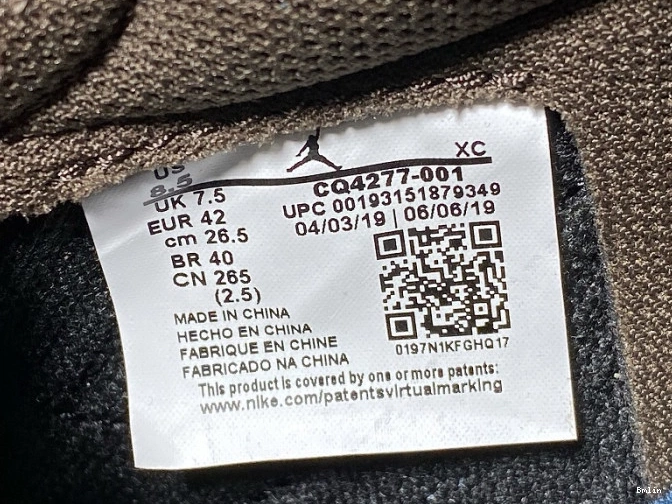 XC
US
8.5
UK 7.5
EUR 42
cm 26.5
BR 40
CN 265
(2.5)
CQ4277-001
UPC 00193151879349
04/03/19 | 06/06/19
0197N1KFGHQ17
MADE IN CHINA
HECHO EN CHINA
FABRIQUE EN CHINE
FABRICADO NA CHINA
This product is covered by one or more patents:
www.nike.com/patentsvirtualmarking
Bmlin